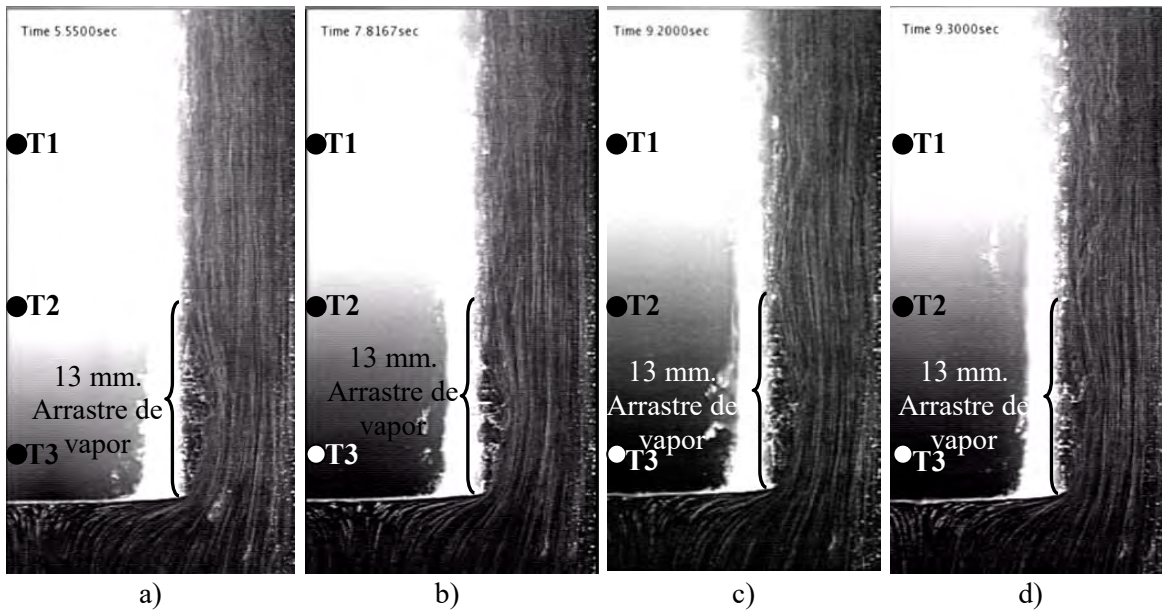 Time 5.5500sec
T1
T2
13 mm.
Arrastre de
vapor
T3
a)
Time 7.8167sec
T1
T2
13 mm.
Arrastre de
vapor
T3
b)
Time 9.2000sec
T1
T2
13 mm.
Arrastre de
vapor
T3
c)
Time 9.3000sec
T1
T2
13 mm.
Arrastre de
vapor
T3
d)